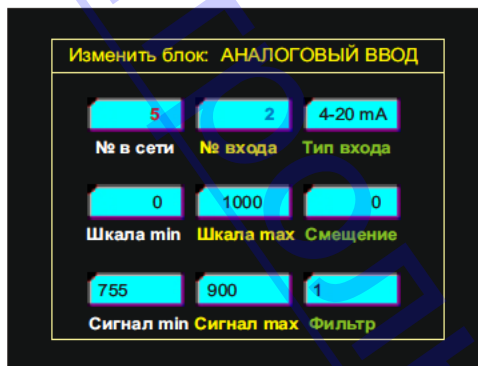 Изменить блок: АНАЛОГОВЫЙ ВВОД
5 2 4-20 mA
№ в сети № входа Тип входа
0 1000 0
Шкала min Шкала max Смещение
755 900 1
Сигнал min Сигнал max Фильтр